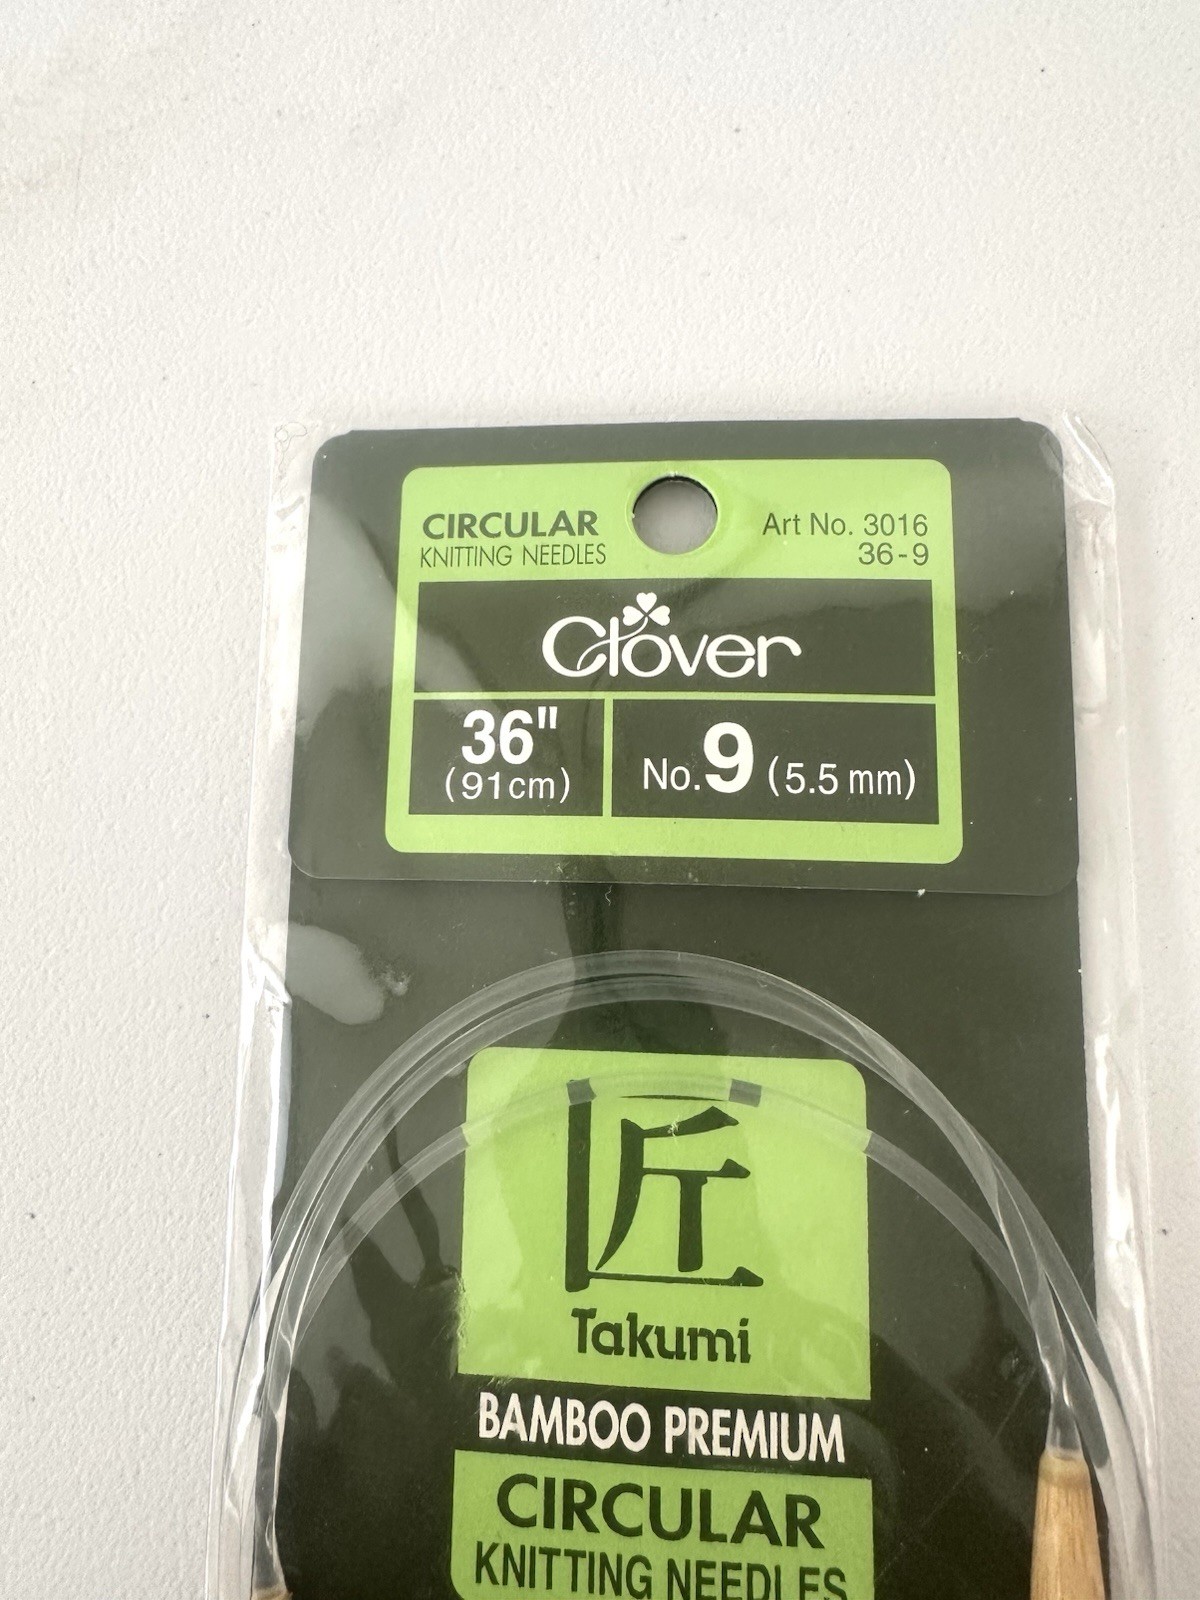 CIRCULAR
KNITTING NEEDLES
Art No. 3016
36-9
Clover
36"
(91cm)
No. 9 (5.5 mm)
匠
Takumi
BAMBOO PREMIUM
CIRCULAR
KNITTING NEEDLES